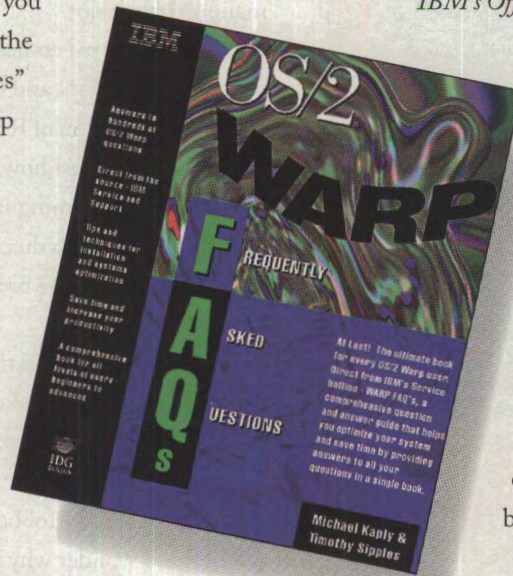 you
the
es"
p
IBM's Off
IBM
OS/2
WARP
Answers to
hundreds of
OS/2 Warp
questions
Direct from the
source - IBM
Service and
Support
Tips and
techniques for
installation
and systems
optimization
Save time and
increase your
productivity
A comprehensive
book for all
levels of users -
beginners to
advanced
IDG
BOOKS
FREQUENTLY
ASKED
QUESTIONS
At Last! The ultimate book
for every OS/2 Warp user.
Direct from IBM's Service
hotline - WARP FAQ's, a
comprehensive question
and answer guide that helps
you optimize your system
and save time by providing
answers to all your
questions in a single book.
Michael Kaply &
Timothy Sipples
b